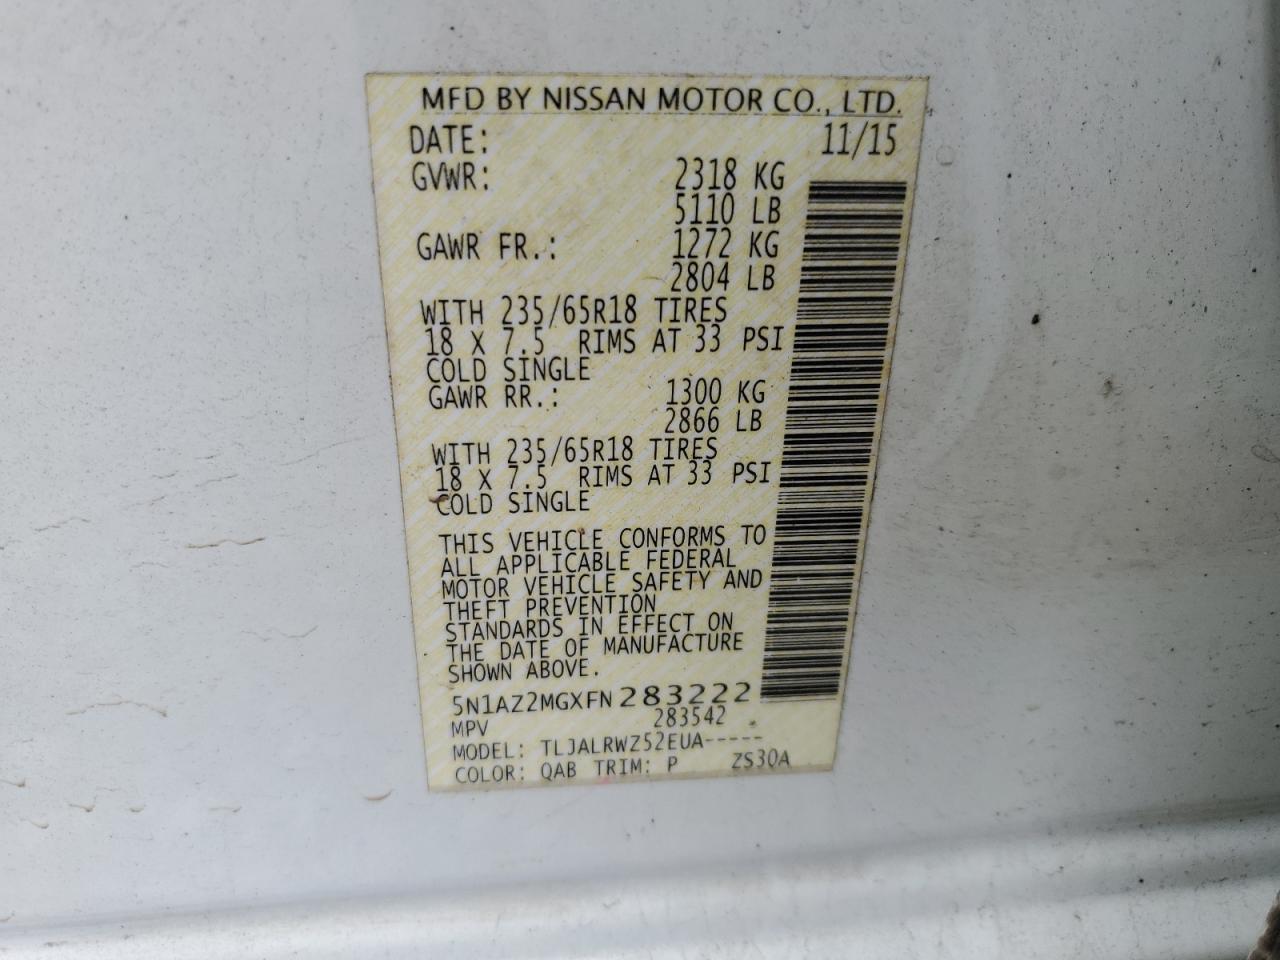 MFD BY NISSAN MOTOR CO., LTD.
DATE: 11/15
GVWR: 2318 KG
5110 LB
GAWR FR.: 1272 KG
2804 LB
WITH 235/65R18 TIRES
18 X 7.5 RIMS AT 33 PSI
COLD SINGLE
GAWR RR.: 1300 KG
2866 LB
WITH 235/65R18 TIRES
18 X 7.5 RIMS AT 33 PSI
COLD SINGLE
THIS VEHICLE CONFORMS TO
ALL APPLICABLE FEDERAL
MOTOR VEHICLE SAFETY AND
THEFT PREVENTION
STANDARDS IN EFFECT ON
THE DATE OF MANUFACTURE
SHOWN ABOVE.
5N1AZ2MGXFN283222
MPV 283542
MODEL: TLJALRWZ52EUA-----
COLOR: QAB TRIM: P ZS30A